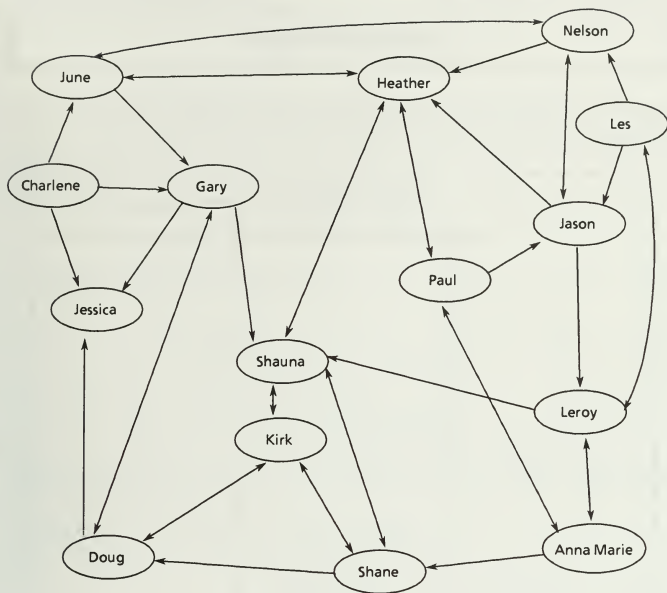 Nelson
June
Heather
Les
Charlene
Gary
Jason
Paul
Jessica
Shauna
Leroy
Kirk
Doug
Shane
Anna Marie